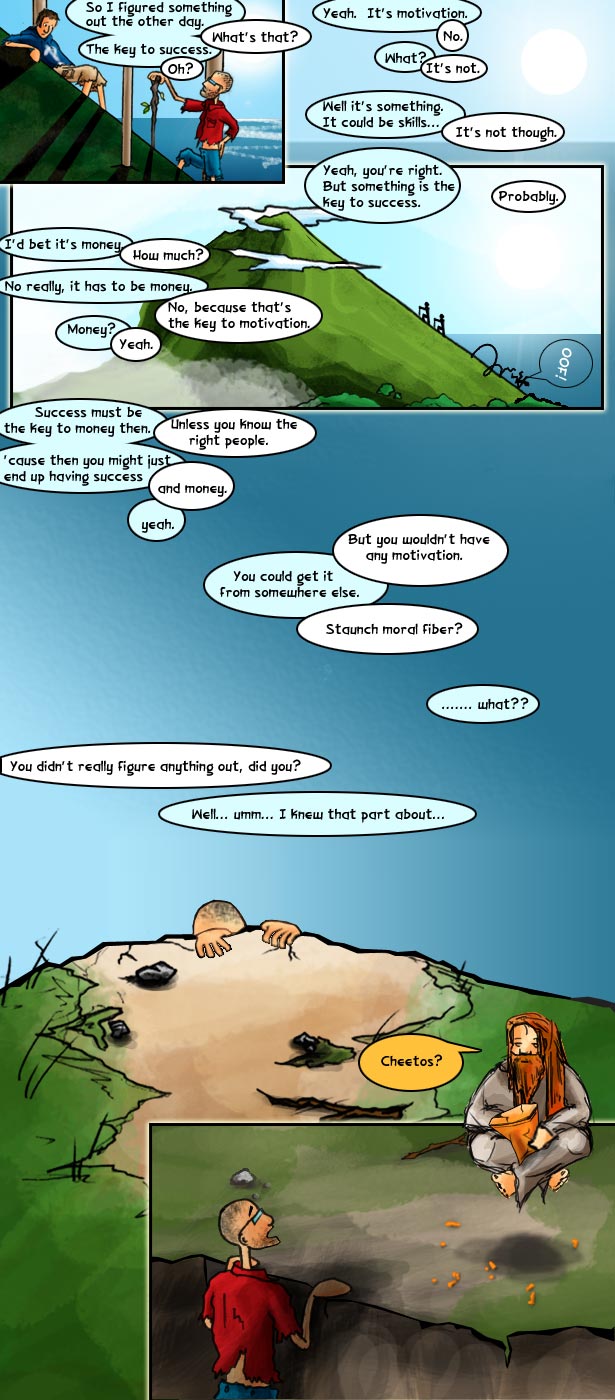 So I figured something
out the other day.
What's that?
The key to success.
Oh?
Yeah. It's motivation.
No.
What?
It's not.
Well it's something.
It could be skills...
It's not though.
Yeah, you're right.
But something is the
key to success.
Probably.
I'd bet it's money
How much?
No really, it has to be money.
No, because that's
the key to motivation.
Money?
Yeah.
OOF!
Success must be
the key to money then.
Unless you know the
right people.
'cause then you might just
end up having success
and money.
yeah.
But you wouldn't have
any motivation.
You could get it
from somewhere else.
Staunch moral fiber?
....... what??
You didn't really figure anything out, did you?
Well... umm... I knew that part about...
Cheetos?